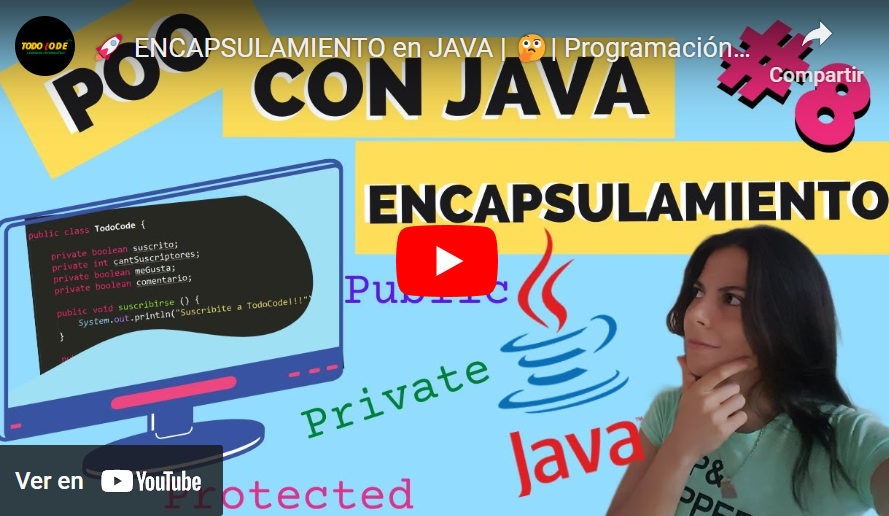 TODO CODE
🚀 ENCAPSULAMIENTO en JAVA | 🤔 | Programación...
Compartir
POO
CON JAVA
#8
ENCAPSULAMIENTO
public class TodoCode {
private boolean suscrito;
private int cantSuscriptores;
private boolean meGusta;
private boolean comentario;
public void suscribirse () {
System.out.println("Suscribite a TodoCode!!!")
}
Public
Private
Protected
Java
Ver en YouTube